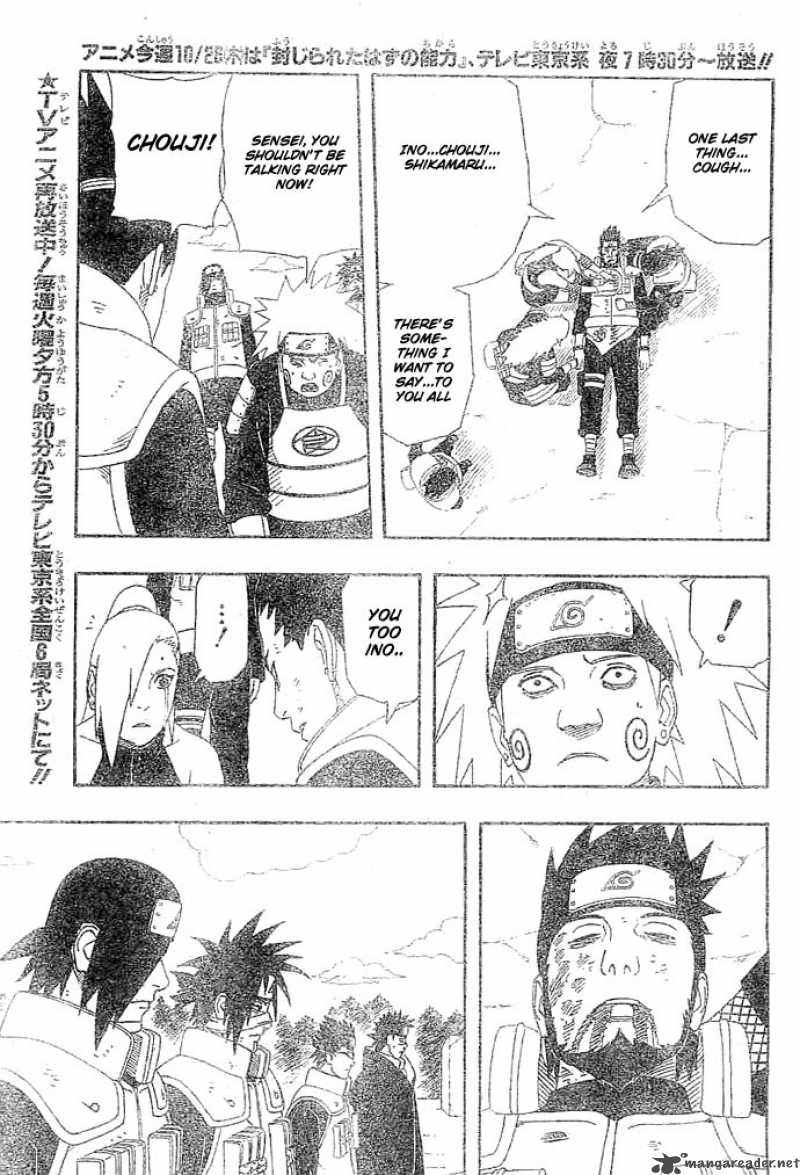 アニメ今週10/26(木)は『封じられたはすの能力』、テレビ東京系 夜7時30分〜放送!!
★TVアニメ再放送中!毎週火曜夕方5時30分からテレビ東京系全国6局ネットにて!!
ONE LAST
THING...
COUGH...
INO...CHOUJI...
SHIKAMARU...
THERE'S
SOME-
THING I
WANT TO
SAY...TO
YOU ALL
SENSEI, YOU
SHOULDN'T BE
TALKING RIGHT
NOW!
CHOUJI!
!
YOU
TOO
INO..
...!
mangareader.net